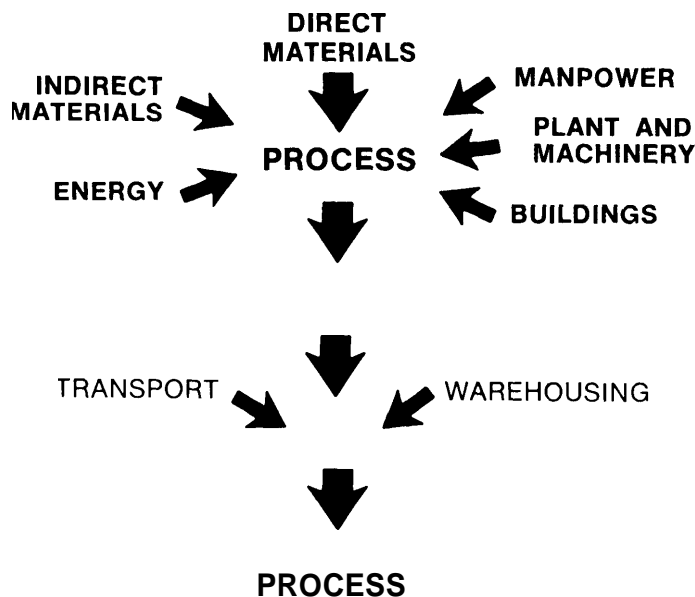 DIRECT
MATERIALS
INDIRECT
MATERIALS
MANPOWER
PLANT AND
MACHINERY
PROCESS
ENERGY
BUILDINGS
TRANSPORT
WAREHOUSING
PROCESS